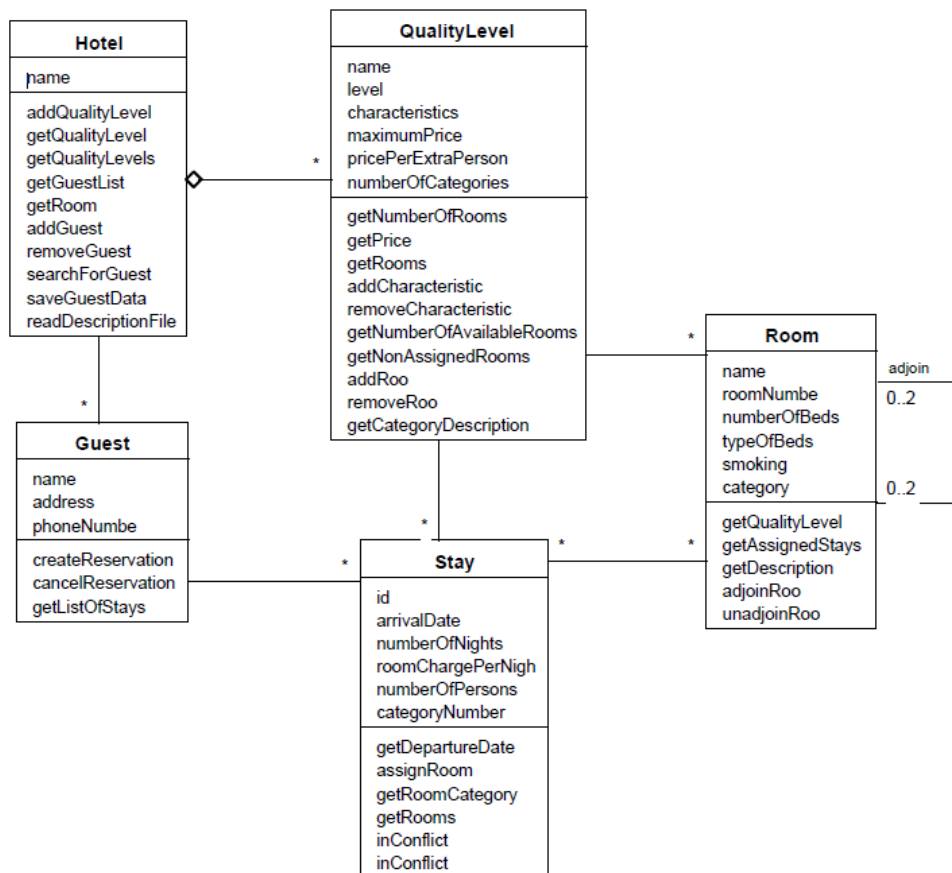 Hotel
name
addQualityLevel
getQualityLevel
getQualityLevels
getGuestList
getRoom
addGuest
removeGuest
searchForGuest
saveGuestData
readDescriptionFile
*
QualityLevel
name
level
characteristics
maximumPrice
pricePerExtraPerson
numberOfCategories
getNumberOfRooms
getPrice
getRooms
addCharacteristic
removeCharacteristic
getNumberOfAvailableRooms
getNonAssignedRooms
addRoo
removeRoo
getCategoryDescription
*
Room
name
roomNumbe
numberOfBeds
typeOfBeds
smoking
category
getQualityLevel
getAssignedStays
getDescription
adjoinRoo
unadjoinRoo
adjoin
0..2
0..2
*
Guest
name
address
phoneNumbe
createReservation
cancelReservation
getListOfStays
*
*
*
*
Stay
id
arrivalDate
numberOfNights
roomChargePerNigh
numberOfPersons
categoryNumber
getDepartureDate
assignRoom
getRoomCategory
getRooms
inConflict
inConflict